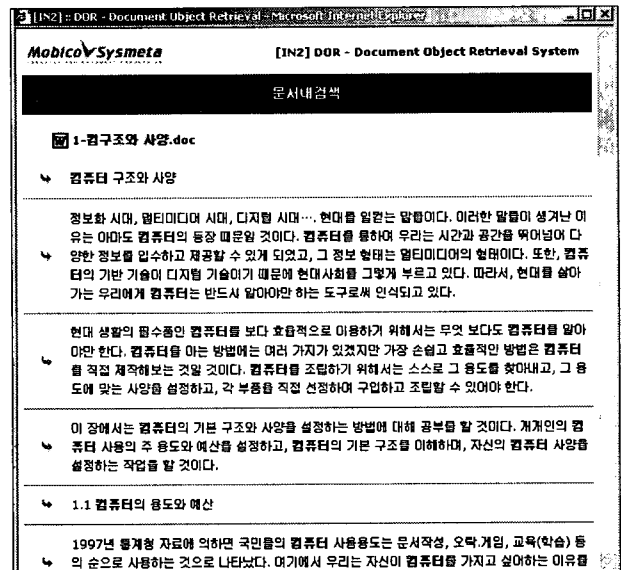 [IN2] :: DOR - Document Object Retrieval - Microsoft Internet Explorer
Mobico Sysmeta
[IN2] DOR - Document Object Retrieval System
문서내검색
1-컴구조와 사양.doc
컴퓨터 구조와 사양
정보화 시대, 멀티미디어 시대, 디지털 시대…. 현대를 일컫는 말들이다. 이러한 말들이 생겨난 이
유는 아마도 컴퓨터의 등장 때문일 것이다. 컴퓨터를 통하여 우리는 시간과 공간을 뛰어넘어 다
양한 정보를 입수하고 제공할 수 있게 되었고, 그 정보 형태는 멀티미디어의 형태이다. 또한, 컴퓨
터의 기반 기술이 디지털 기술이기 때문에 현대사회를 그렇게 부르고 있다. 따라서, 현대를 살아
가는 우리에게 컴퓨터는 반드시 알아야만 하는 도구로써 인식되고 있다.
현대 생활의 필수품인 컴퓨터를 보다 효율적으로 이용하기 위해서는 무엇 보다도 컴퓨터를 알아
야만 한다. 컴퓨터를 아는 방법에는 여러 가지가 있겠지만 가장 손쉽고 효율적인 방법은 컴퓨터
를 직접 제작해보는 것일 것이다. 컴퓨터를 조립하기 위해서는 스스로 그 용도를 찾아내고, 그 용
도에 맞는 사양을 설정하고, 각 부품을 직접 선정하여 구입하고 조립할 수 있어야 한다.
이 장에서는 컴퓨터의 기본 구조와 사양을 설정하는 방법에 대해 공부를 할 것이다. 개개인의 컴
퓨터 사용의 주 용도와 예산을 설정하고, 컴퓨터의 기본 구조를 이해하며, 자신의 컴퓨터 사양을
설정하는 작업을 할 것이다.
1.1 컴퓨터의 용도와 예산
1997년 통계청 자료에 의하면 국민들의 컴퓨터 사용용도는 문서작성, 오락.게임, 교육(학습) 등
의 순으로 사용하는 것으로 나타났다. 여기에서 우리는 자신이 컴퓨터를 가지고 싶어하는 이유를